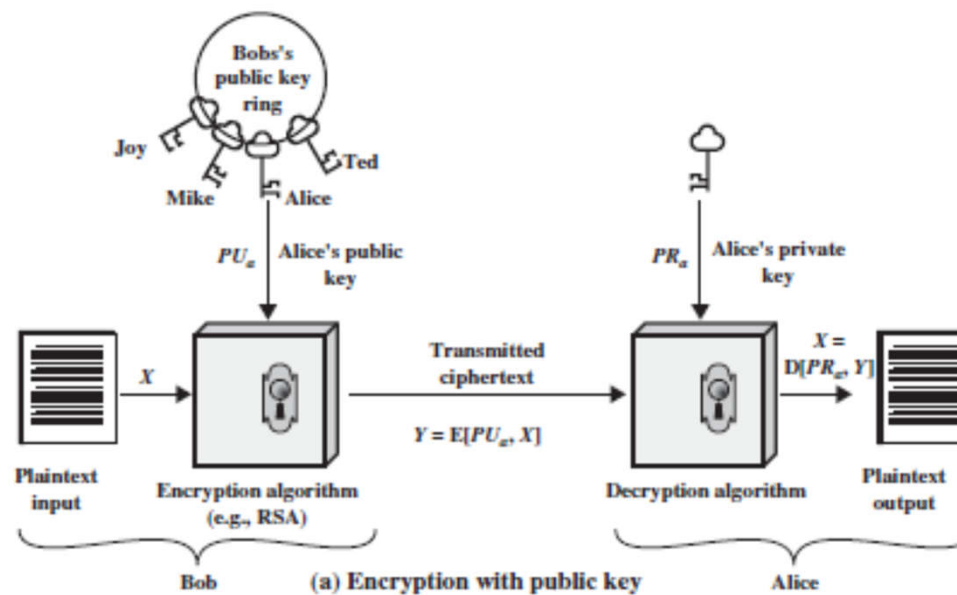 Bobs's
public key
ring
Joy
Ted
Mike
Alice
PUa
Alice's public
key
PRa
Alice's private
key
X
Transmitted
ciphertext
X =
D[PRa, Y]
Y = E[PUa, X]
Plaintext
input
Encryption algorithm
(e.g., RSA)
Decryption algorithm
Plaintext
output
Bob
(a) Encryption with public key
Alice